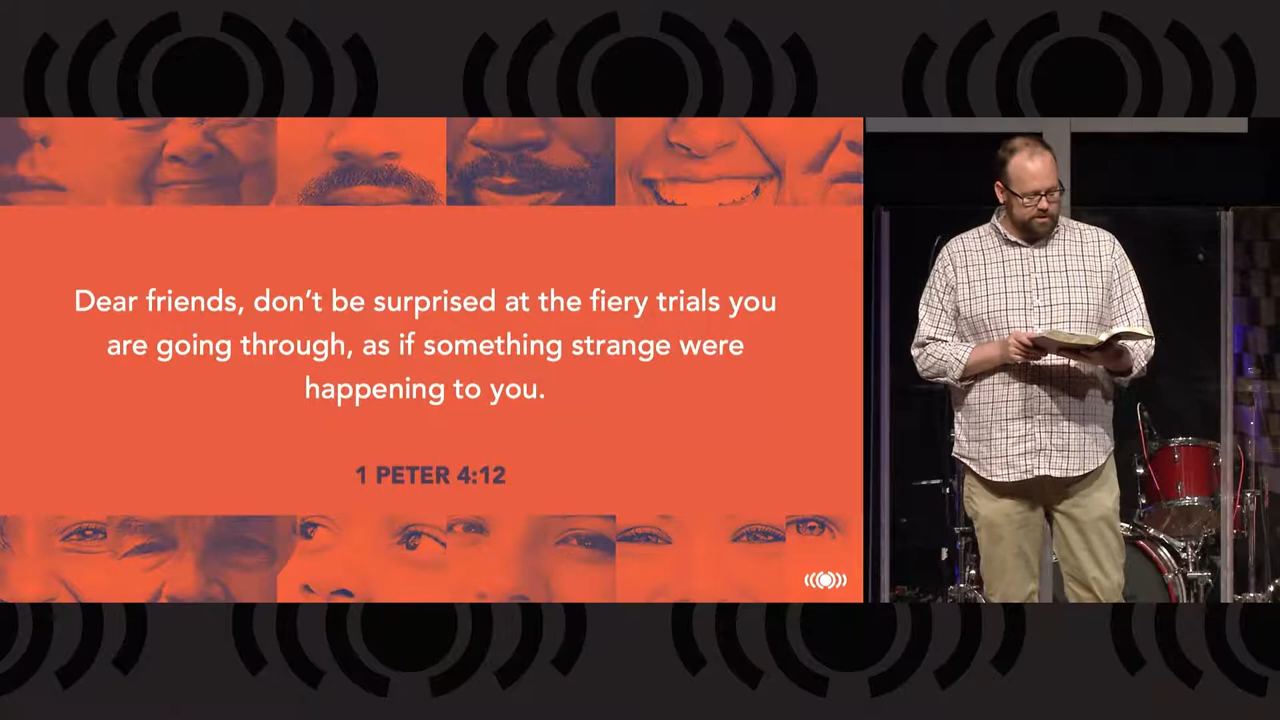 Dear friends, don't be surprised at the fiery trials you
are going through, as if something strange were
happening to you.
1 PETER 4:12